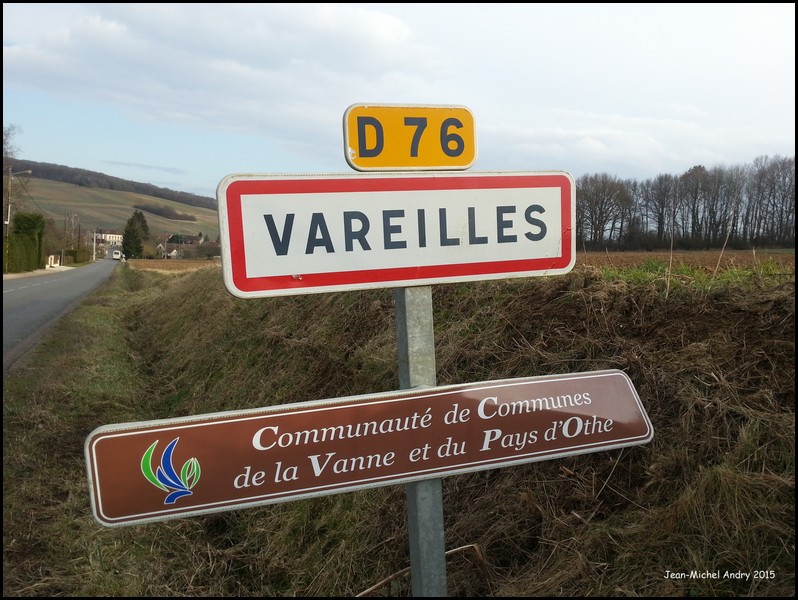 D 76
VAREILLES
Communauté de Communes
de la Vanne et du Pays d'Othe
Jean-Michel Andry 2015